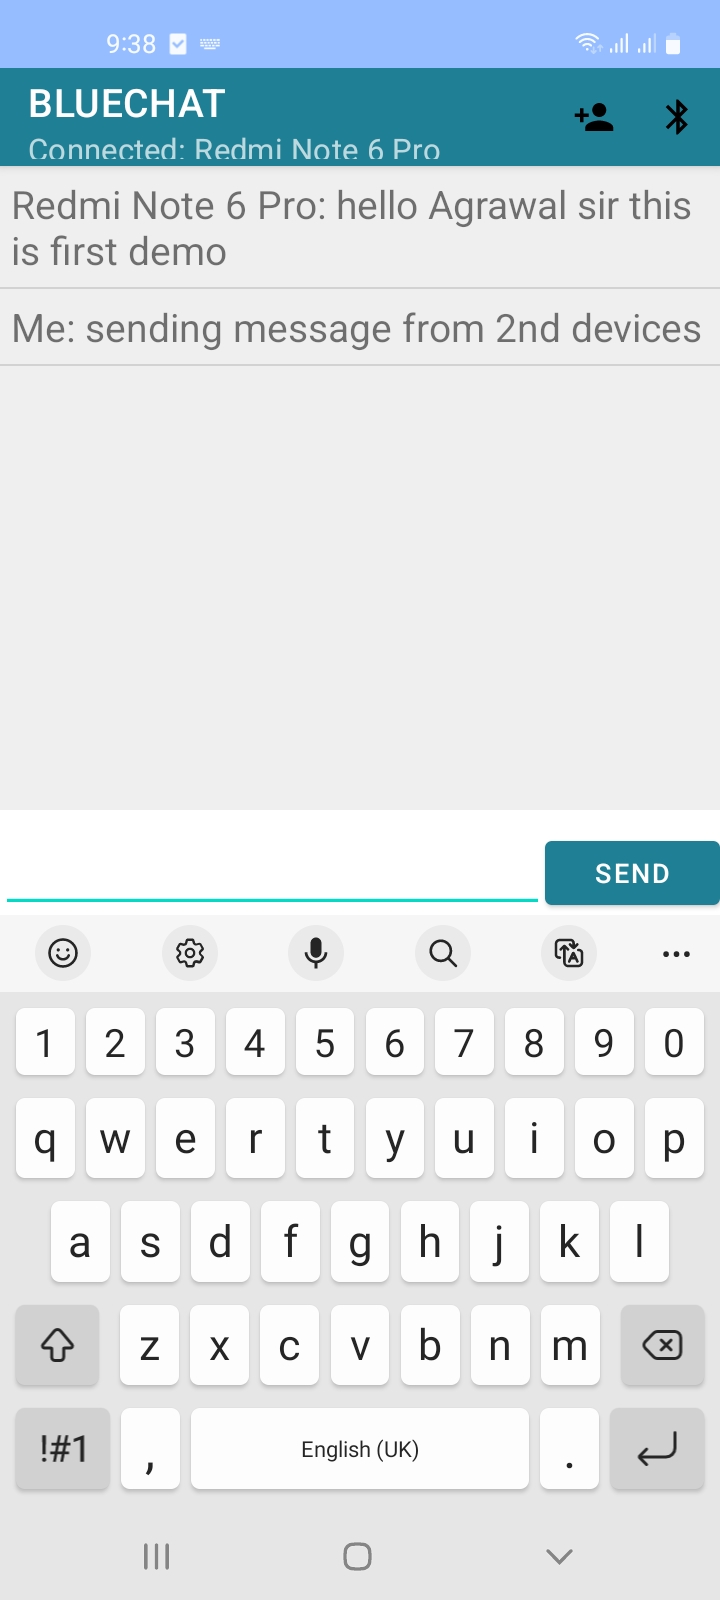 9:38
BLUECHAT
Connected: Redmi Note 6 Pro
Redmi Note 6 Pro: hello Agrawal sir this
is first demo
Me: sending message from 2nd devices
SEND
1 2 3 4 5 6 7 8 9 0
q w e r t y u i o p
a s d f g h j k l
z x c v b n m
!#1 , English (UK) .